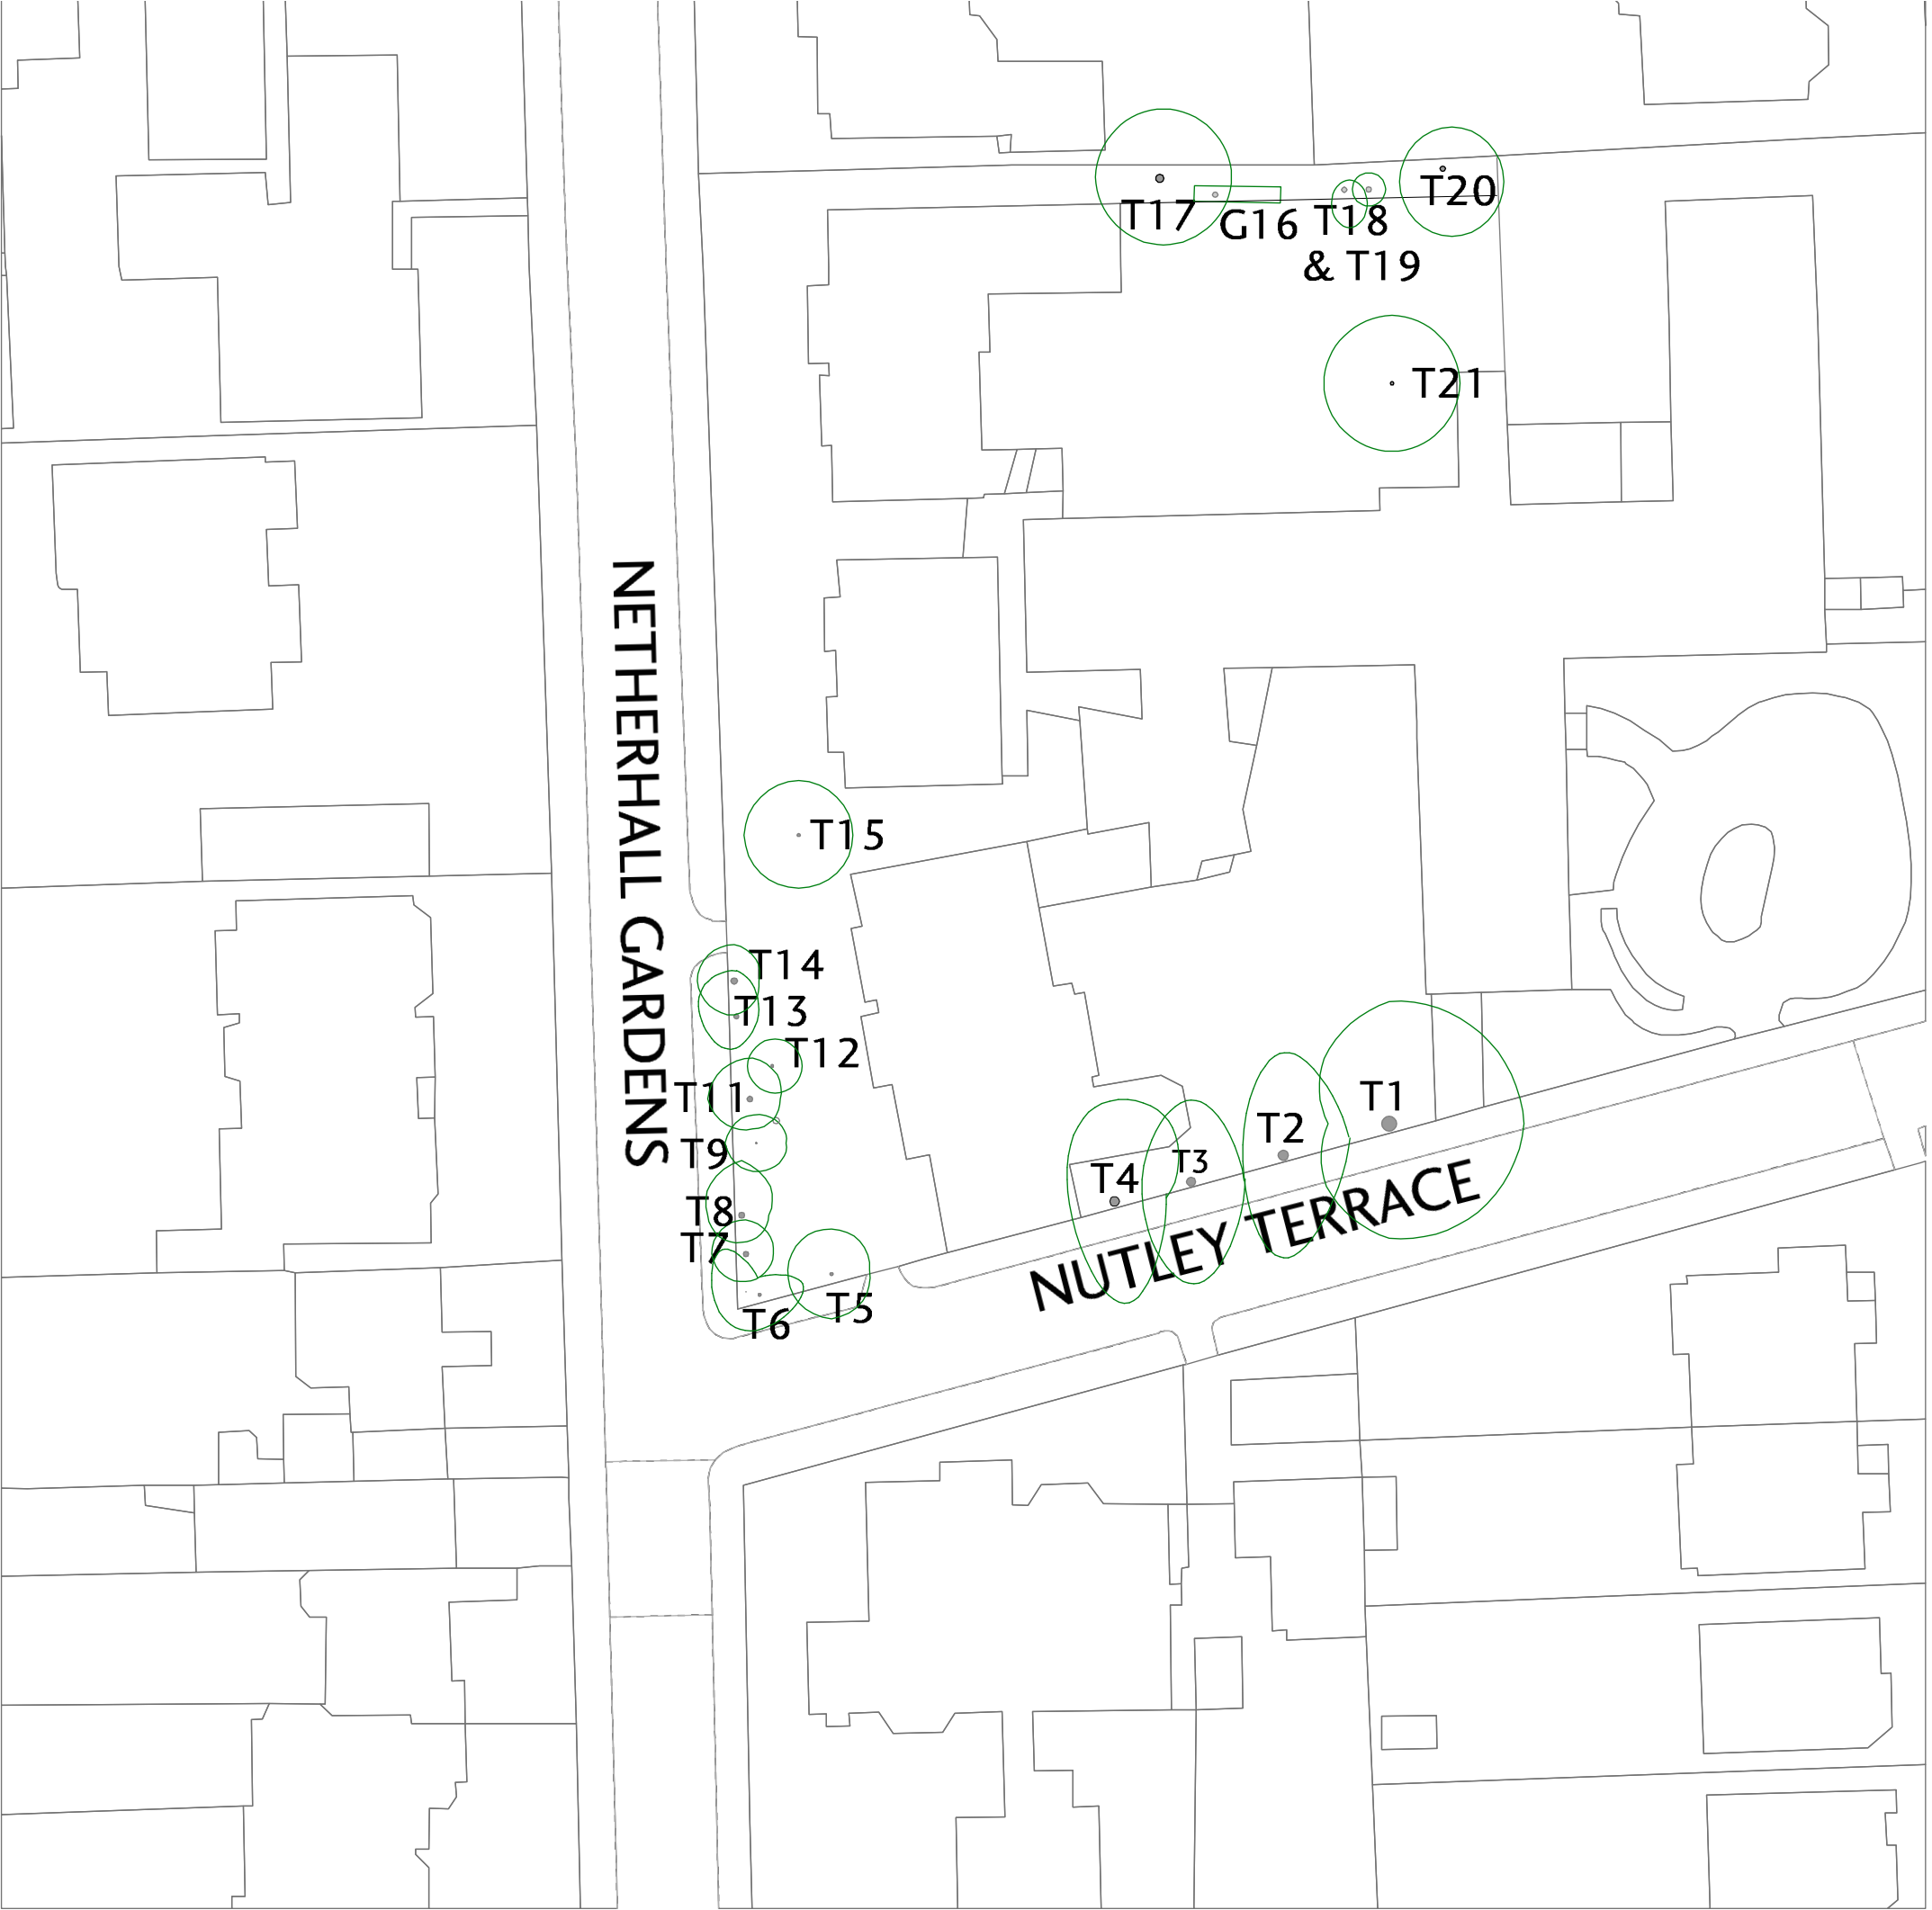 T17
G16
T18
& T19
T20
T21
NETHERHALL GARDENS
T15
T14
T13
T12
T11
T9
T8
T7
T6
T5
T4
T3
T2
T1
NUTLEY TERRACE